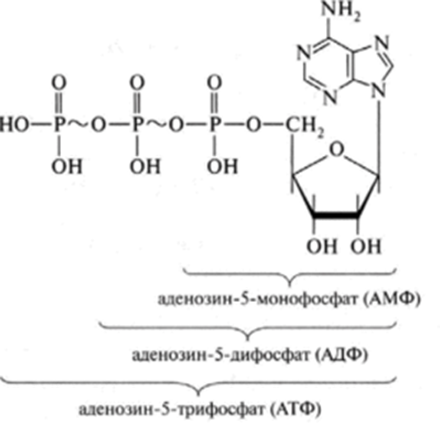 NH₂
N
N
N
N
O O O
HO—P~O—P~O—P—O—CH₂
O
OH OH OH
OH OH
аденозин-5-монофосфат (АМФ)
аденозин-5-дифосфат (АДФ)
аденозин-5-трифосфат (АТФ)